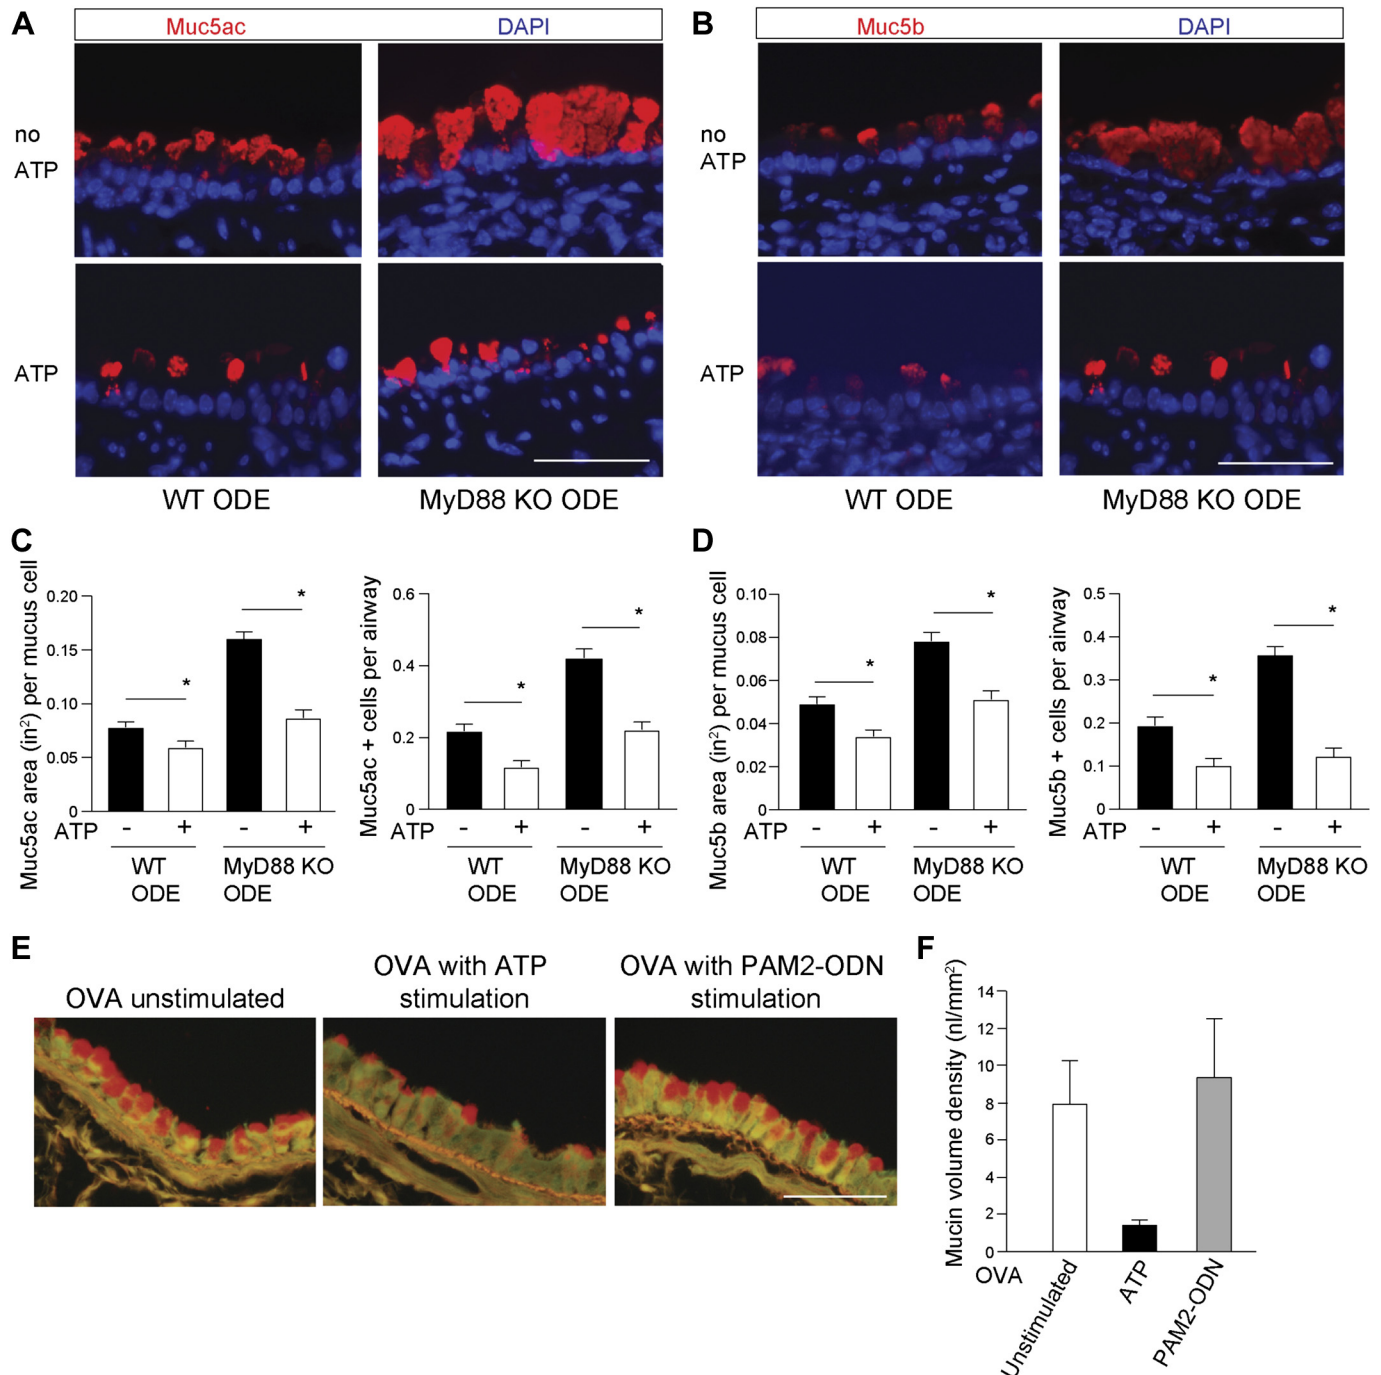 A
Muc5ac DAPI
no
ATP
ATP
WT ODE MyD88 KO ODE
B
Muc5b DAPI
no
ATP
ATP
WT ODE MyD88 KO ODE
C
Muc5ac area (in2) per mucus cell
0.20
0.15
0.10
0.05
0
* *
ATP - + - +
WT MyD88 KO
ODE ODE
Muc5ac + cells per airway
0.6
0.4
0.2
0
* *
ATP - + - +
WT MyD88 KO
ODE ODE
D
Muc5b area (in2) per mucus cell
0.10
0.08
0.06
0.04
0.02
0
* *
ATP - + - +
WT MyD88 KO
ODE ODE
Muc5b + cells per airway
0.5
0.4
0.3
0.2
0.1
0
* *
ATP - + - +
WT MyD88 KO
ODE ODE
E
OVA unstimulated
OVA with ATP
stimulation
OVA with PAM2-ODN
stimulation
F
Mucin volume density (nl/mm2)
14
12
10
8
6
4
2
0
OVA
Unstimulated
ATP
PAM2-ODN